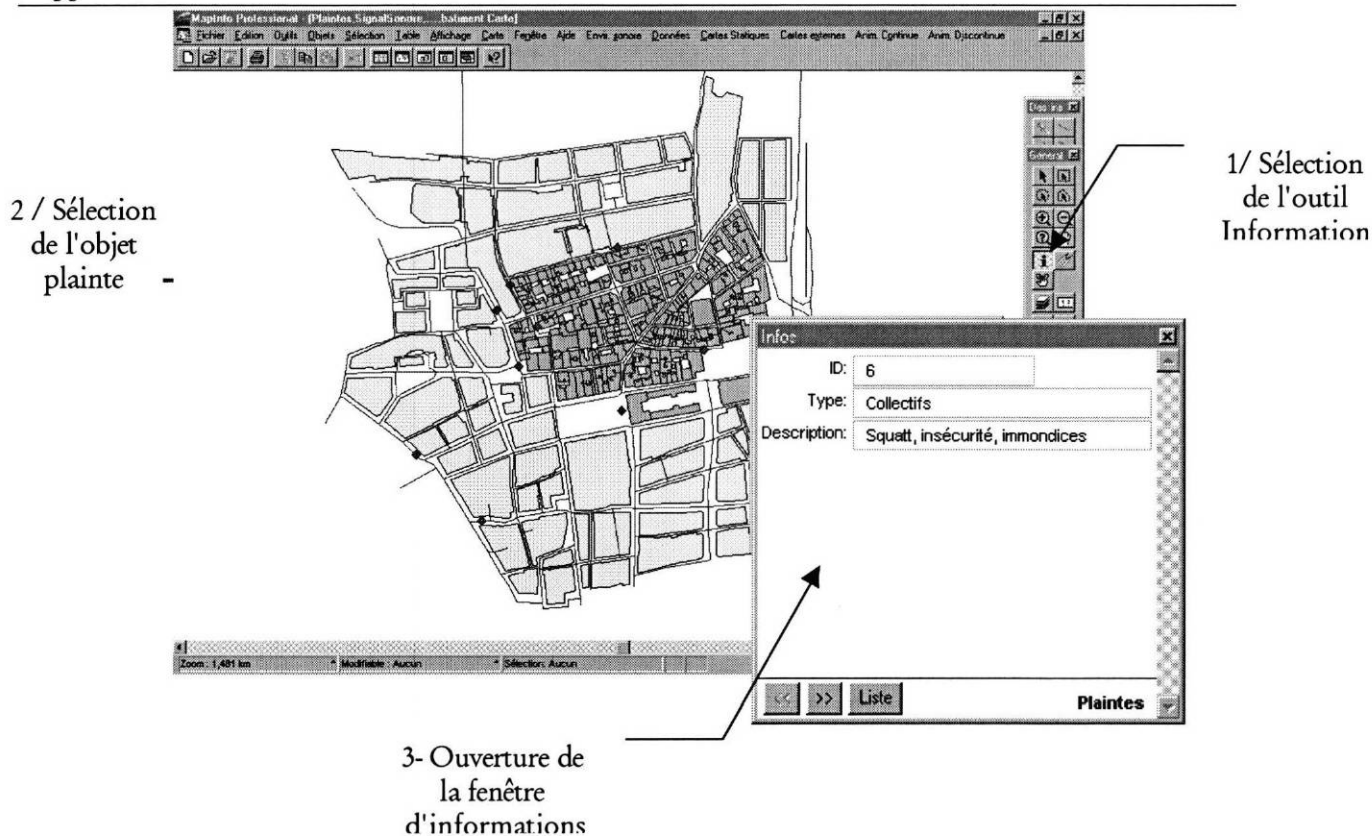 MapInfo Professional - [Plaintes,SignalSonore,...,batiment Carte]
Fichier Edition Outils Objets Sélection Table Affichage Carte Fenêtre Aide Envir. sonore Données Cartes Statiques Cartes externes Anim. Continue Anim. Discontinue
Général
1/ Sélection
de l'outil
Information
2 / Sélection
de l'objet
plainte
Infos
ID: 6
Type: Collectifs
Description: Squatt, insécurité, immondices
<< >> Liste Plaintes
Zoom : 1,481 km Modifiable : Aucun Sélection: Aucun
3- Ouverture de
la fenêtre
d'informations